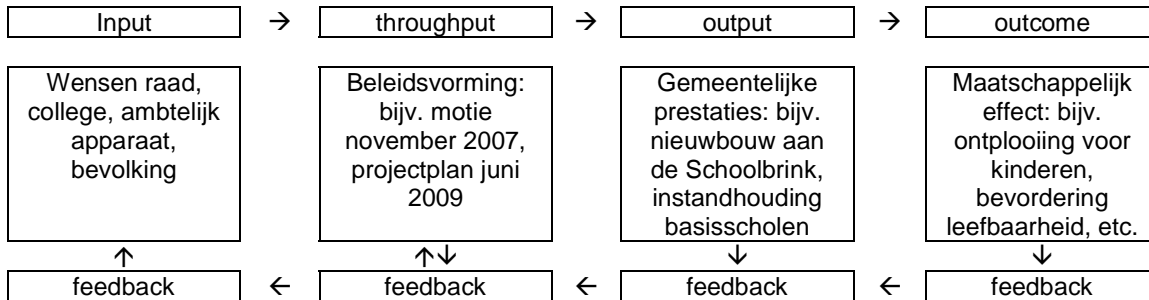 Input → throughput → output → outcome
Wensen raad,
college, ambtelijk
apparaat,
bevolking
Beleidsvorming:
bijv. motie
november 2007,
projectplan juni
2009
Gemeentelijke
prestaties: bijv.
nieuwbouw aan
de Schoolbrink,
instandhouding
basisscholen
Maatschappelijk
effect: bijv.
ontplooiing voor
kinderen,
bevordering
leefbaarheid, etc.
↑ ↑↓ ↓ ↓
feedback ← feedback ← feedback ← feedback